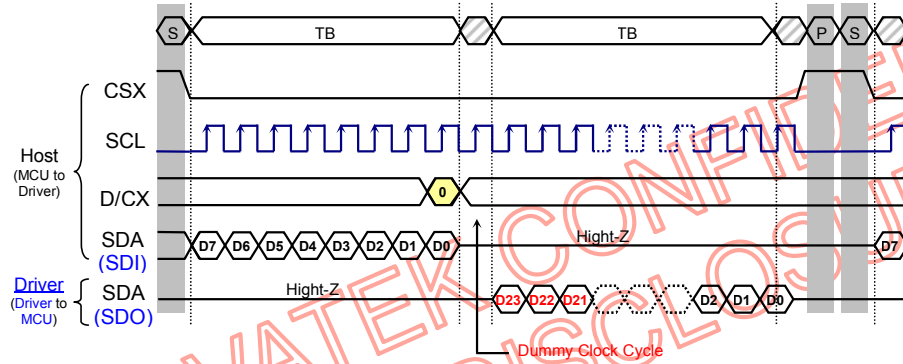 S TB TB P S
CSX
SCL
Host
(MCU to
Driver)
D/CX 0
SDA
(SDI)
D7 D6 D5 D4 D3 D2 D1 D0 Hight-Z D7
Driver
(Driver to
MCU)
SDA
(SDO)
Hight-Z D23 D22 D21 D2 D1 D0
Dummy Clock Cycle